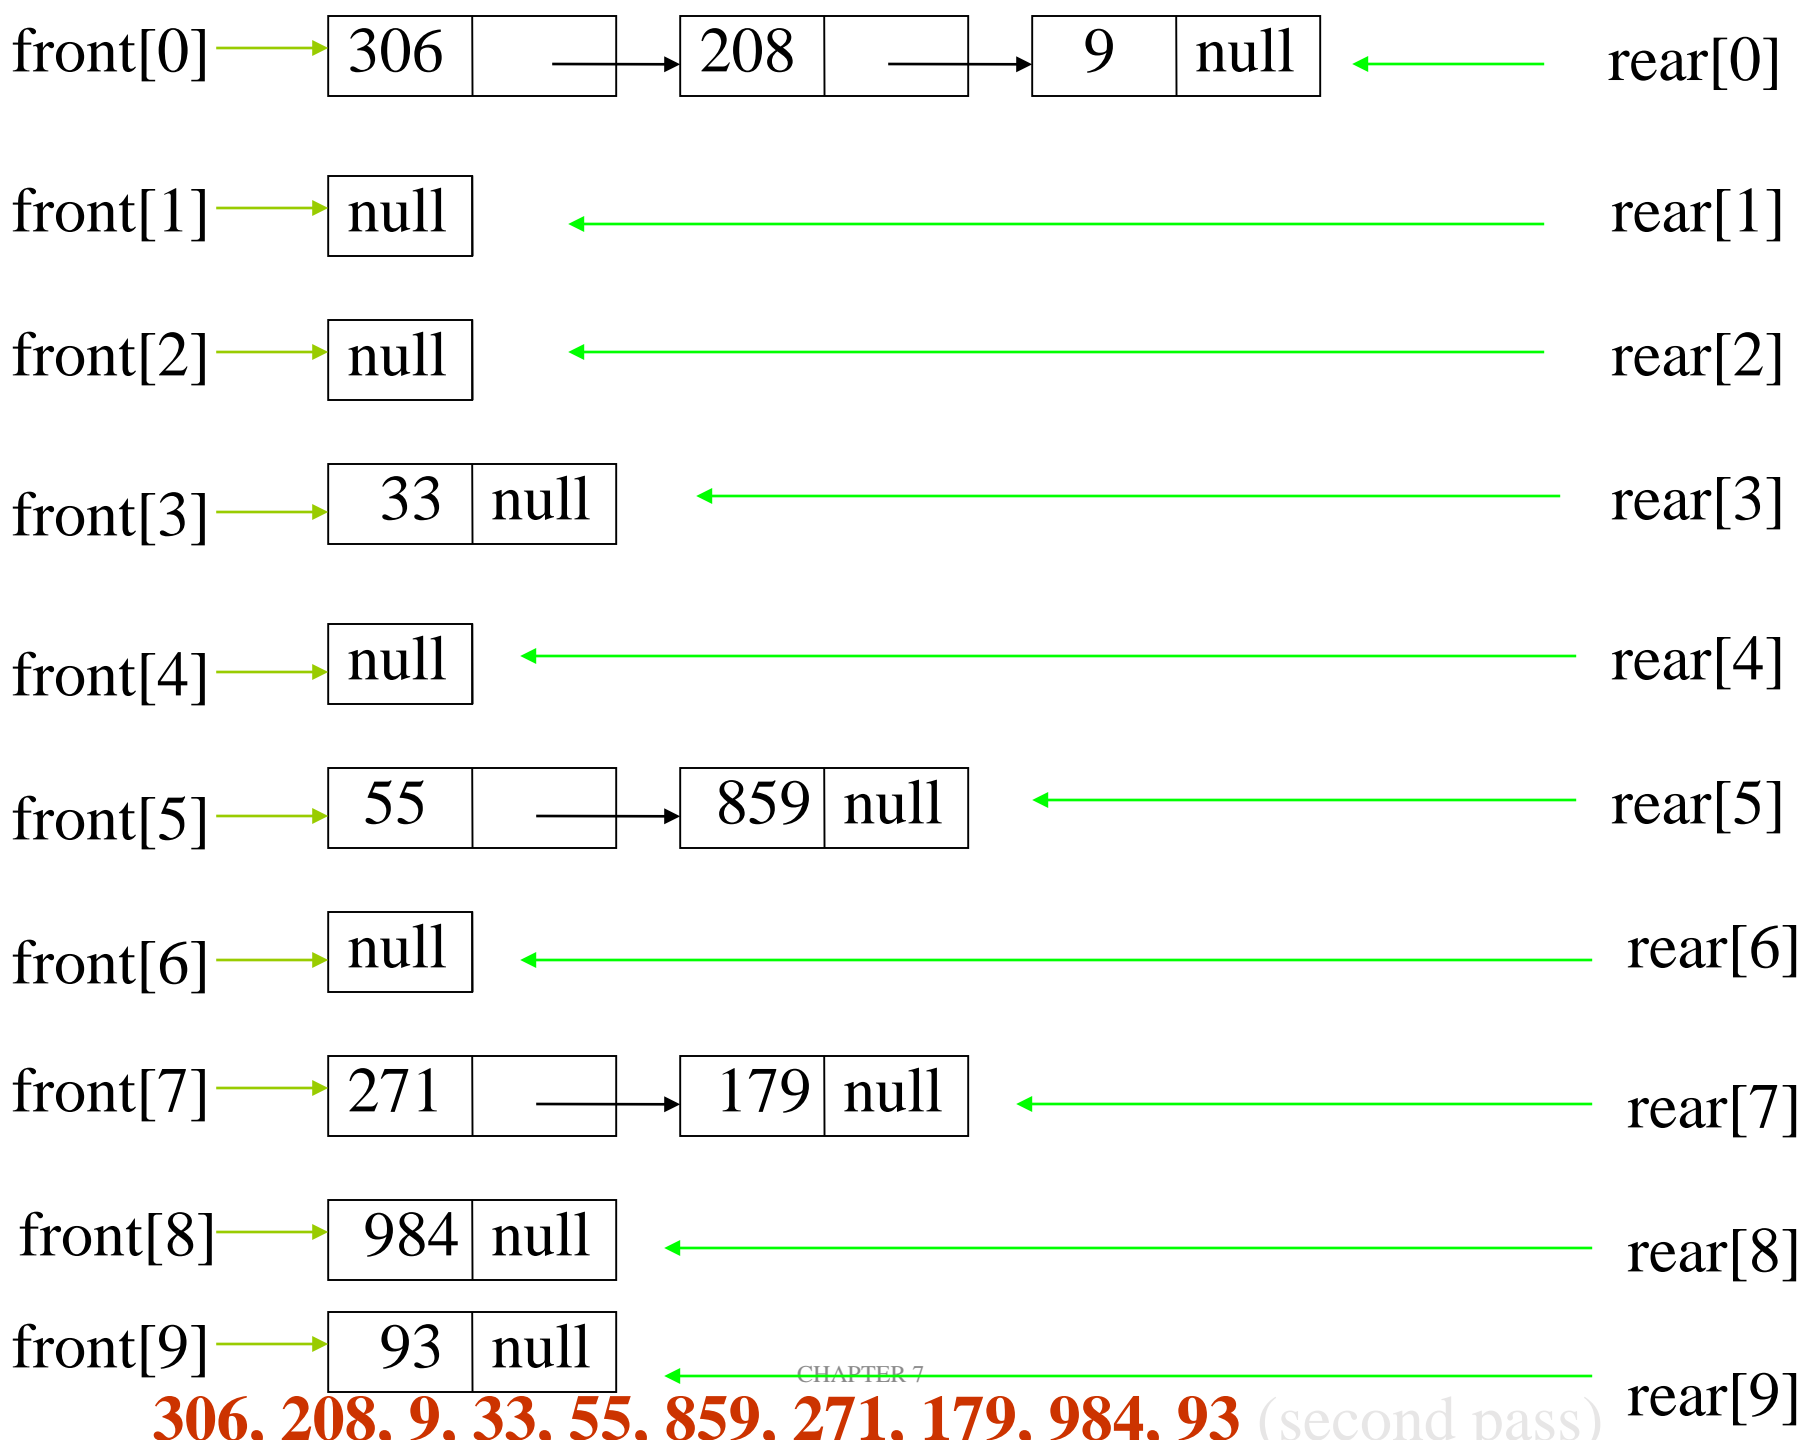 front[0] 306 208 9 null rear[0]
front[1] null rear[1]
front[2] null rear[2]
front[3] 33 null rear[3]
front[4] null rear[4]
front[5] 55 859 null rear[5]
front[6] null rear[6]
front[7] 271 179 null rear[7]
front[8] 984 null rear[8]
front[9] 93 null rear[9]
CHAPTER 7
306, 208, 9, 33, 55, 859, 271, 179, 984, 93 (second pass)